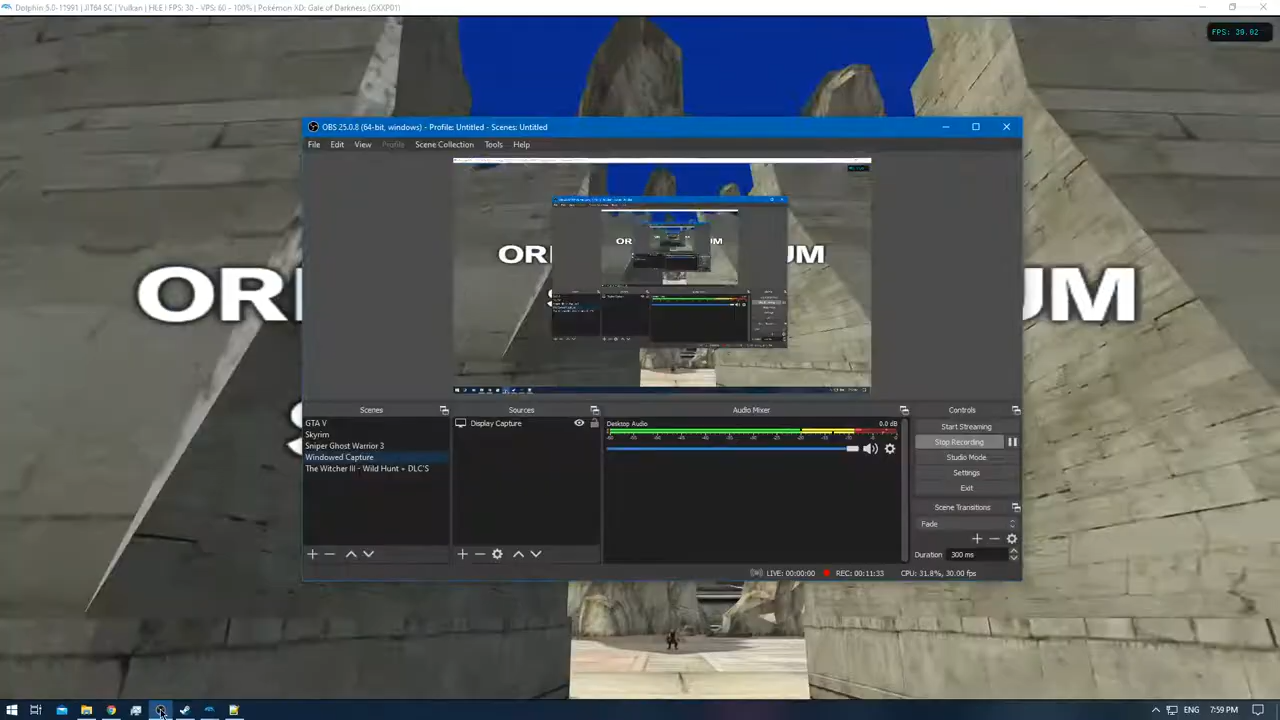 Dolphin 5.0-11991 | JIT64 SC | Vulkan | HLE | FPS: 30 - VPS: 60 - 100% | Pokémon XD: Gale of Darkness (GXXP01)
FPS: 30.02
OBS 25.0.8 (64-bit, windows) - Profile: Untitled - Scenes: Untitled
File Edit View Profile Scene Collection Tools Help
OR UM
OR UM
Scenes
GTA V
Skyrim
Sniper Ghost Warrior 3
Windowed Capture
The Witcher III - Wild Hunt + DLC'S
Sources
Display Capture
Audio Mixer
Desktop Audio 0.0 dB
Controls
Start Streaming
Stop Recording
Studio Mode
Settings
Exit
Scene Transitions
Fade
Duration 300 ms
LIVE: 00:00:00 REC: 00:11:33 CPU: 31.8%, 30.00 fps
ENG 7:59 PM